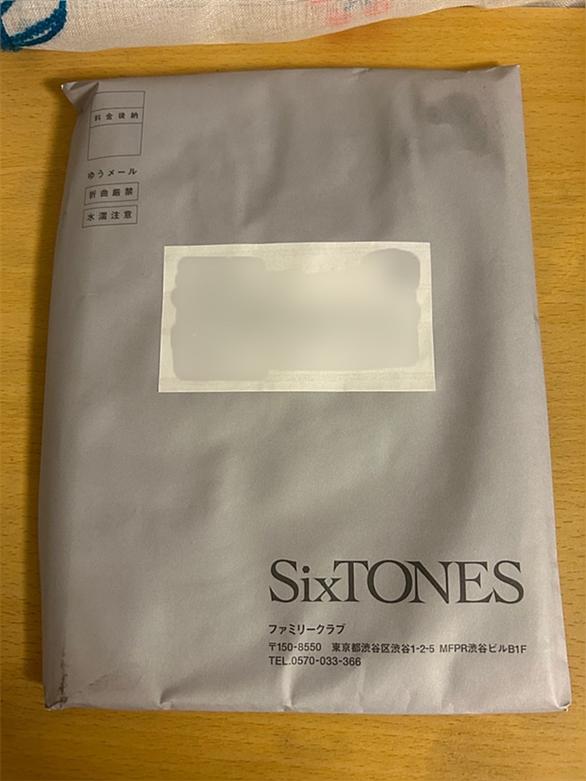 料金後納
ゆうメール
折曲厳禁
水濡注意
SixTONES
ファミリークラブ
〒150-8550 東京都渋谷区渋谷1-2-5 MFPR渋谷ビルB1F
TEL.0570-033-366